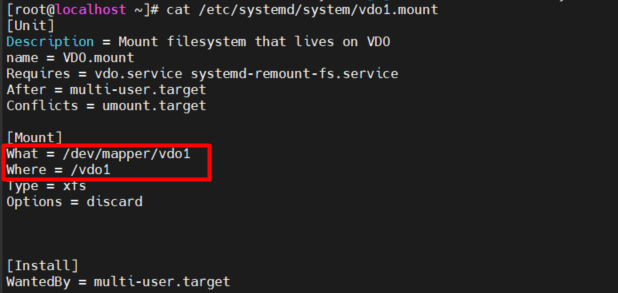 [root@localhost ~]# cat /etc/systemd/system/vdo1.mount
[Unit]
Description = Mount filesystem that lives on VDO
name = VDO.mount
Requires = vdo.service systemd-remount-fs.service
After = multi-user.target
Conflicts = umount.target
[Mount]
What = /dev/mapper/vdo1
Where = /vdo1
Type = xfs
Options = discard
[Install]
WantedBy = multi-user.target